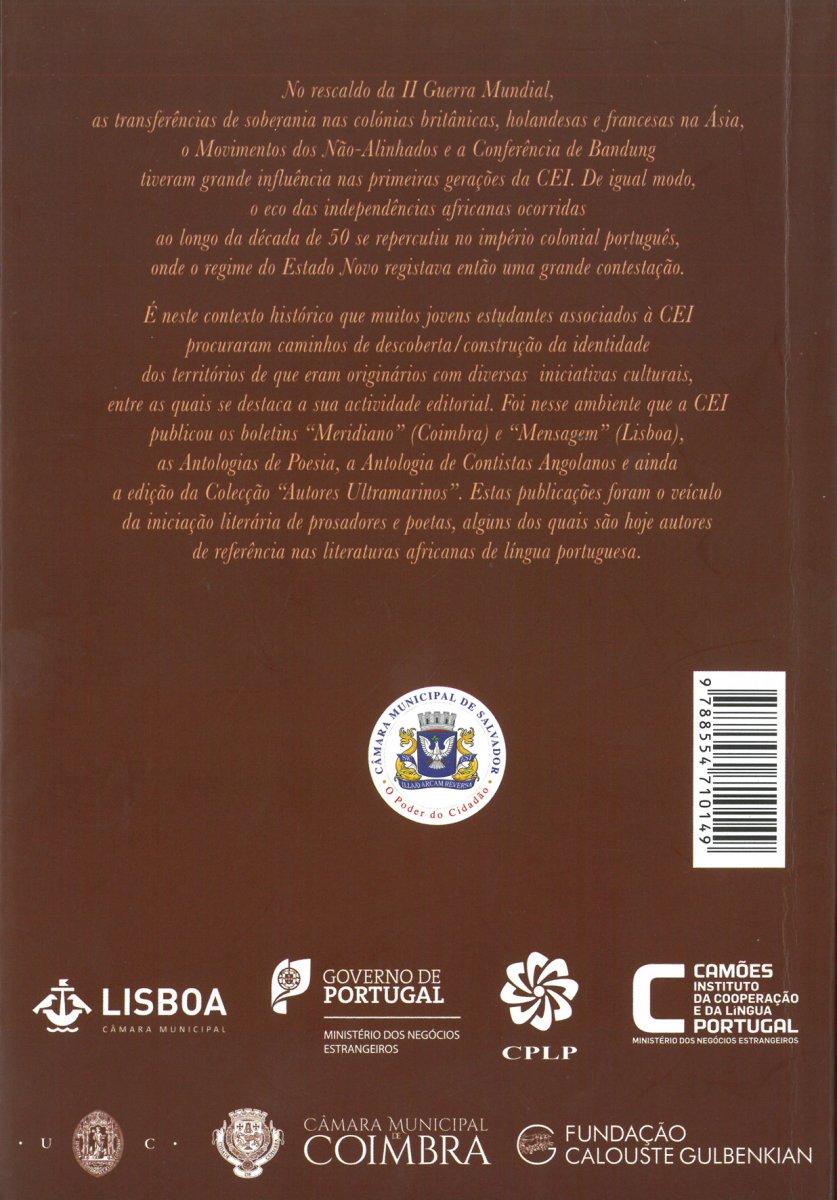 No rescaldo da II Guerra Mundial,
as transferências de soberania nas colónias britânicas, holandesas e francesas na Ásia,
o Movimentos dos Não-Alinhados e a Conferência de Bandung
tiveram grande influência nas primeiras gerações da CEI. De igual modo,
o eco das independências africanas ocorridas
ao longo da década de 50 se repercutiu no império colonial português,
onde o regime do Estado Novo registava então uma grande contestação.
É neste contexto histórico que muitos jovens estudantes associados à CEI
procuraram caminhos de descoberta/construção da identidade
dos territórios de que eram originários com diversas iniciativas culturais,
entre as quais se destaca a sua actividade editorial. Foi nesse ambiente que a CEI
publicou os boletins “Meridiano” (Coimbra) e “Mensagem” (Lisboa),
as Antologias de Poesia, a Antologia de Contistas Angolanos e ainda
a edição da Colecção “Autores Ultramarinos”. Estas publicações foram o veículo
da iniciação literária de prosadores e poetas, alguns dos quais são hoje autores
de referência nas literaturas africanas de língua portuguesa.
CÂMARA MUNICIPAL DE SALVADOR
ARCAM REVERSA
• O Poder do Cidadão •
9 788554 710149
LISBOA
CÂMARA MUNICIPAL
GOVERNO DE
PORTUGAL
MINISTÉRIO DOS NEGÓCIOS
ESTRANGEIROS
CPLP
CAMÕES
INSTITUTO
DA COOPERAÇÃO
E DA LÍNGUA
PORTUGAL
MINISTÉRIO DOS NEGÓCIOS ESTRANGEIROS
• U C •
CÂMARA MUNICIPAL
DE
COIMBRA
FUNDAÇÃO
CALOUSTE GULBENKIAN